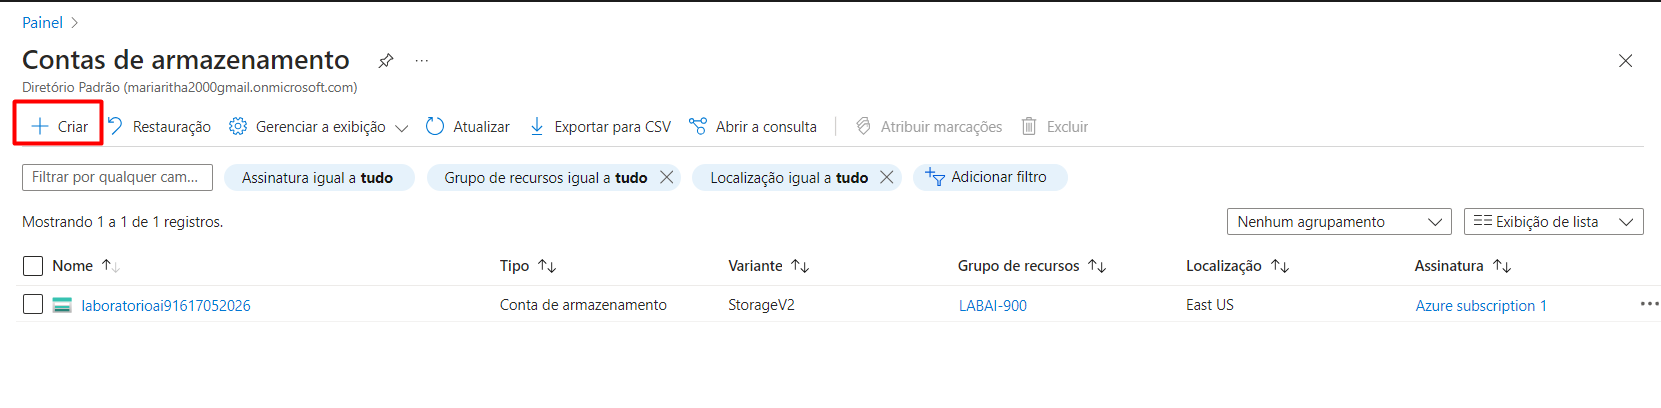 Painel
Contas de armazenamento
Diretório Padrão (mariaritha2000gmail.onmicrosoft.com)
Criar Restauração Gerenciar a exibição Atualizar Exportar para CSV Abrir a consulta Atribuir marcações Excluir
Filtrar por qualquer cam... Assinatura igual a tudo Grupo de recursos igual a tudo Localização igual a tudo Adicionar filtro
Mostrando 1 a 1 de 1 registros. Nenhum agrupamento Exibição de lista
Nome Tipo Variante Grupo de recursos Localização Assinatura
laboratorioai91617052026 Conta de armazenamento StorageV2 LABAI-900 East US Azure subscription 1